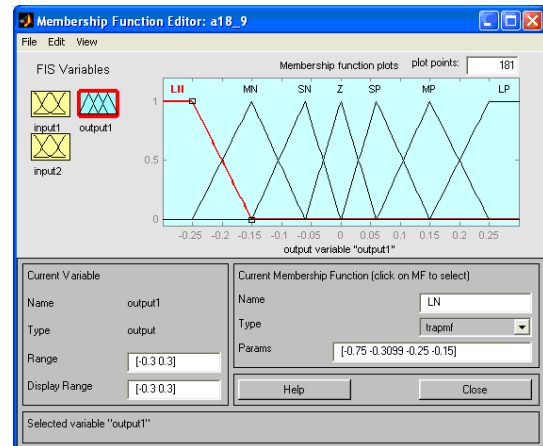 Membership Function Editor: a18_9
File Edit View
FIS Variables
Membership function plots plot points: 181
input1 output1
input2
LN MN SN Z SP MP LP
1
0.5
0
-0.25 -0.2 -0.15 -0.1 -0.05 0 0.05 0.1 0.15 0.2 0.25
output variable "output1"
Current Variable
Name output1
Type output
Range [-0.3 0.3]
Display Range [-0.3 0.3]
Current Membership Function (click on MF to select)
Name LN
Type trapmf
Params [-0.75 -0.3099 -0.25 -0.15]
Help Close
Selected variable "output1"